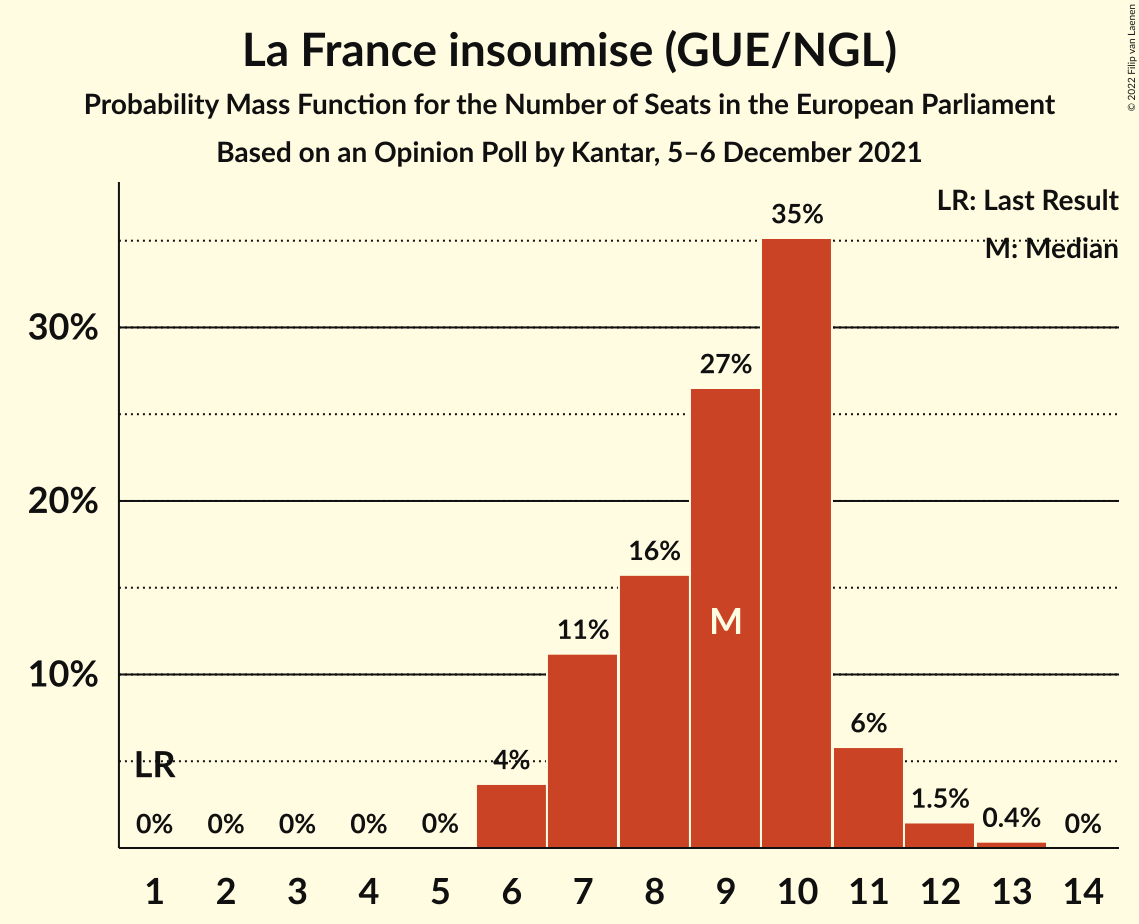 La France insoumise (GUE/NGL)
Probability Mass Function for the Number of Seats in the European Parliament
Based on an Opinion Poll by Kantar, 5–6 December 2021
© 2022 Filip van Laenen
LR: Last Result
M: Median
35%
30%
27%
20%
16%
M
11%
10%
6%
LR
4%
1.5%
0.4%
0% 0% 0% 0% 0% 0%
1 2 3 4 5 6 7 8 9 10 11 12 13 14